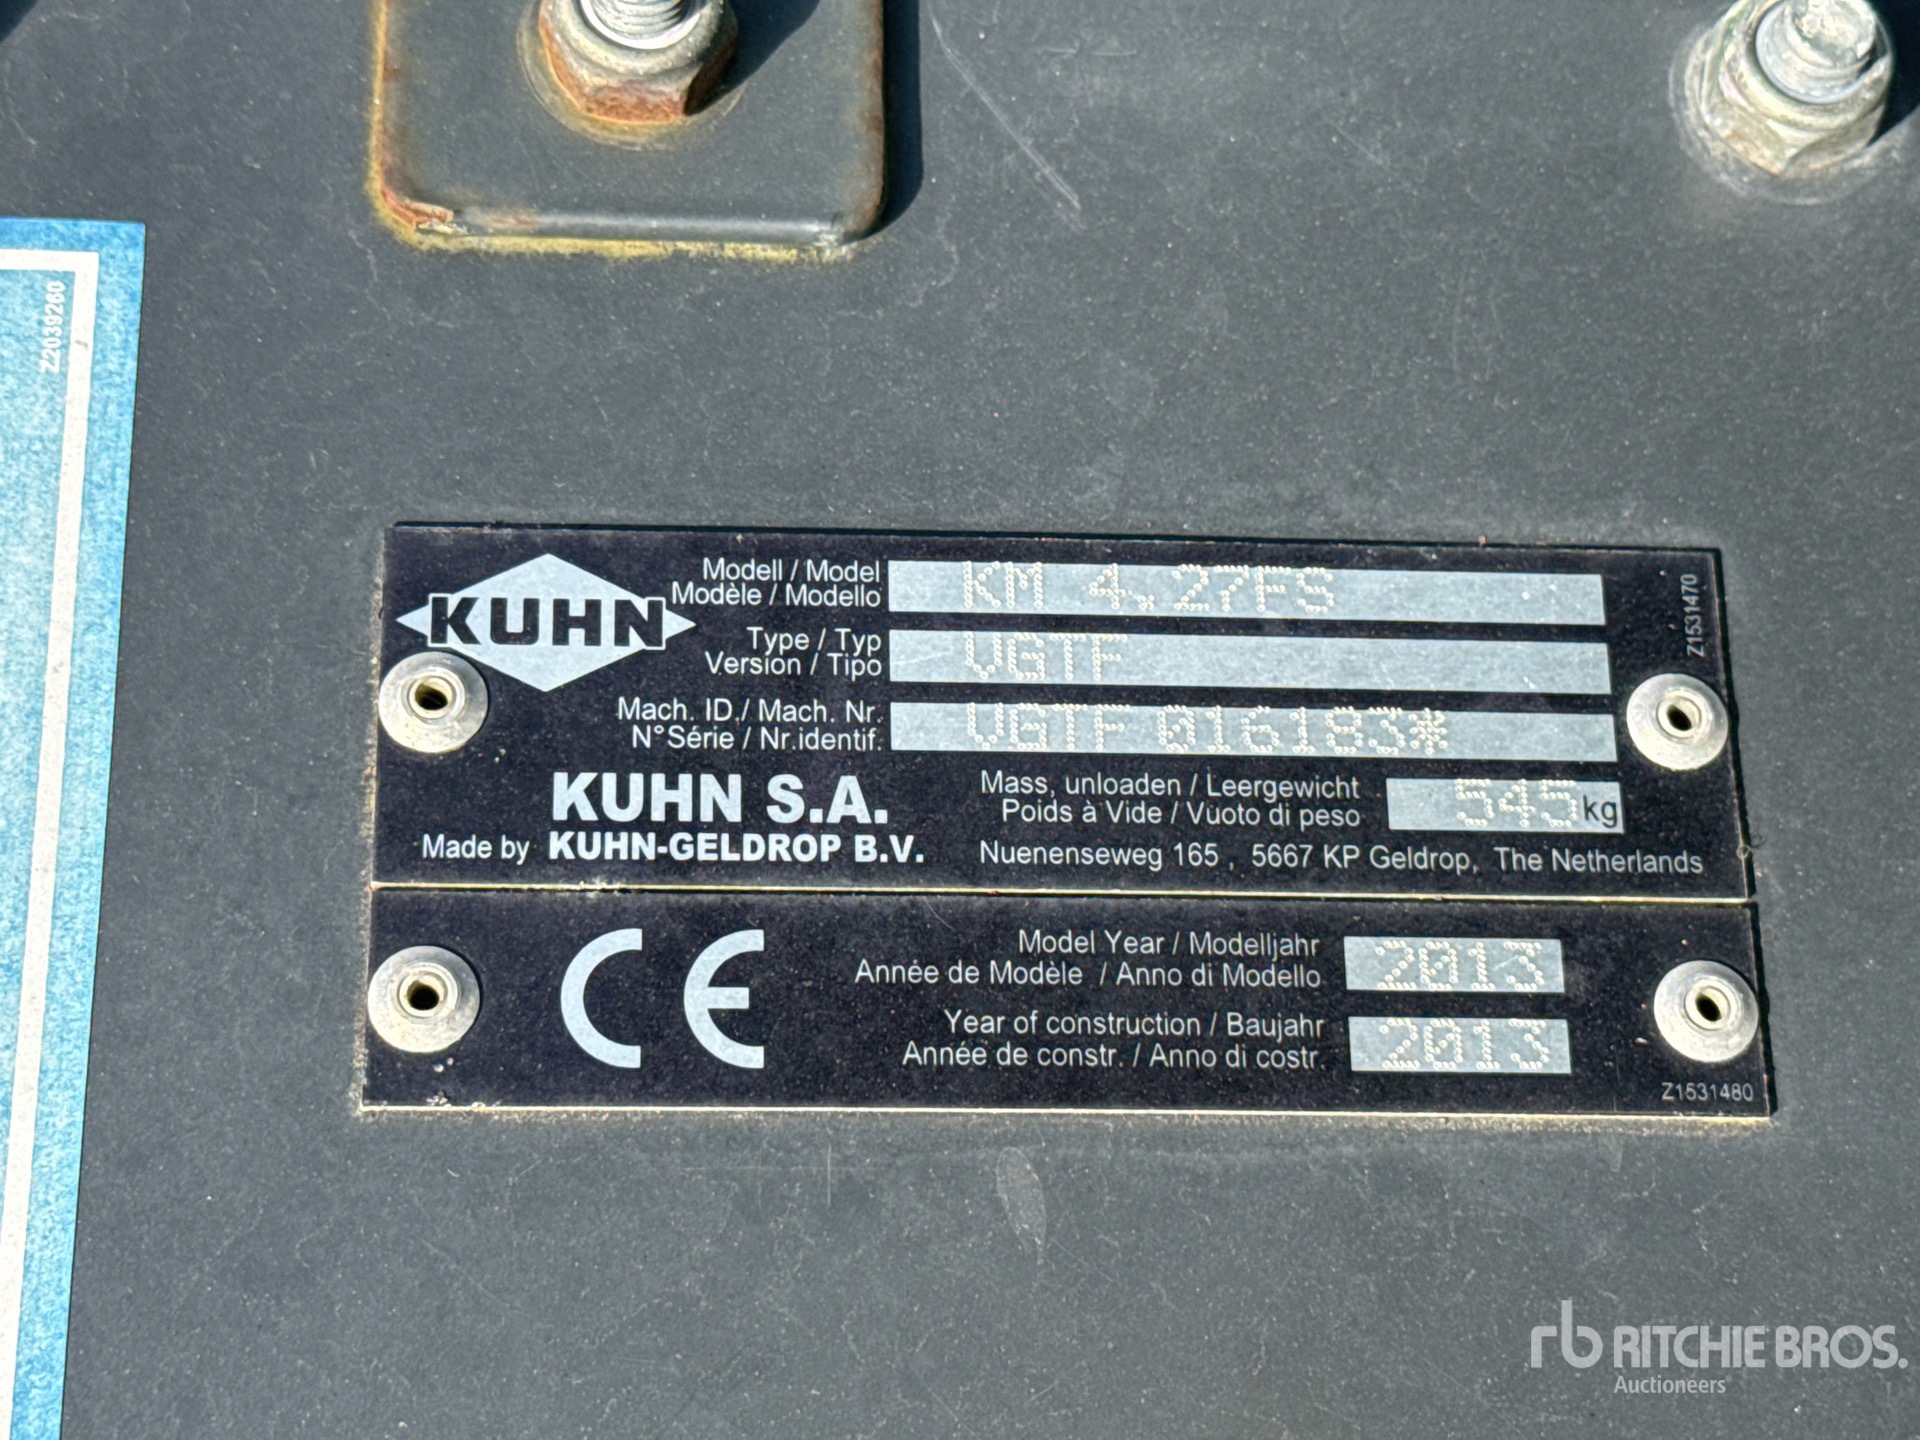 Z2039260
KUHN
Modell / Model
Modèle / Modello
KM 4.27FS
Z1531470
Type / Typ
Version / Tipo
VGTF
Mach. ID./ Mach. Nr.
N°Série / Nr.identif.
VGTF 016183*
KUHN S.A.
Made by KUHN-GELDROP B.V.
Mass, unloaden / Leergewicht
Poids à Vide / Vuoto di peso
545 kg
Nuenenseweg 165 , 5667 KP Geldrop, The Netherlands
CE
Model Year / Modelljahr
Année de Modèle / Anno di Modello
2013
Year of construction / Baujahr
Année de constr. / Anno di costr.
2013
Z1531480
rb RITCHIE BROS.
Auctioneers